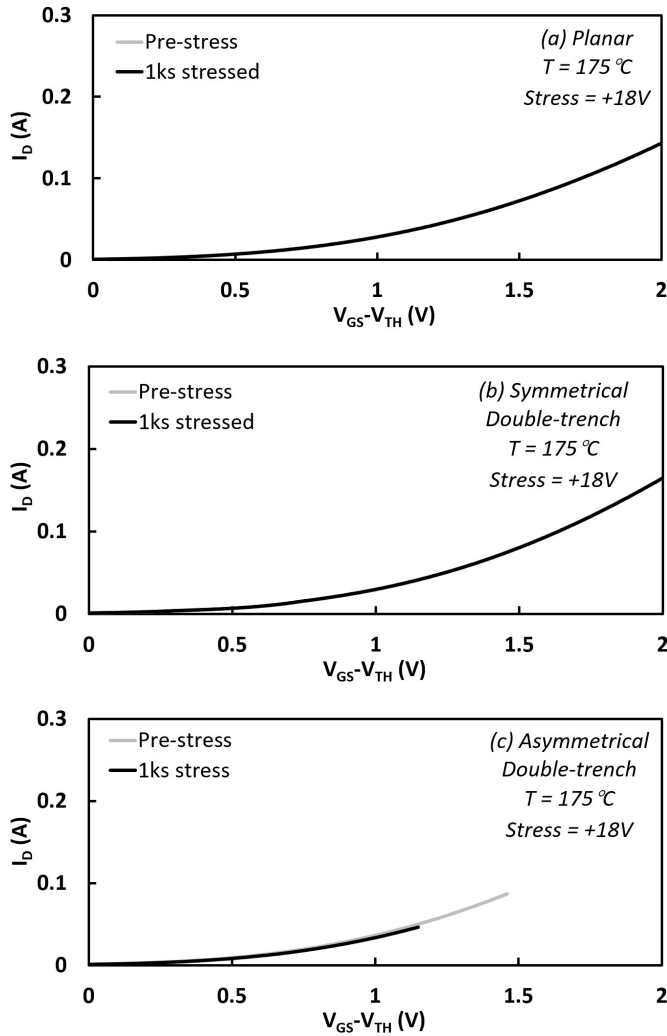 0.3
Pre-stress
1ks stressed
(a) Planar
T = 175℃
Stress = +18V
0.2
I_D (A)
0.1
0
0 0.5 1 1.5 2
V_GS-V_TH (V)
0.3
Pre-stress
1ks stressed
(b) Symmetrical
Double-trench
T = 175℃
Stress = +18V
0.2
I_D (A)
0.1
0
0 0.5 1 1.5 2
V_GS-V_TH (V)
0.3
Pre-stress
1ks stress
(c) Asymmetrical
Double-trench
T = 175℃
Stress = +18V
0.2
I_D (A)
0.1
0
0 0.5 1 1.5 2
V_GS-V_TH (V)